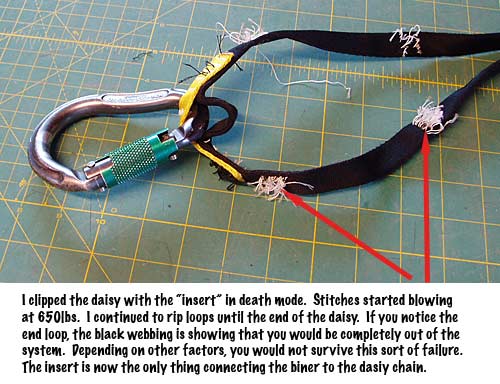 I clipped the daisy with the "insert" in death mode. Stitches started blowing
at 650lbs. I continued to rip loops until the end of the daisy. If you notice
the end loop, the black webbing is showing that you would be completely out of
the system. Depending on other factors, you would not survive this sort of failure.
The insert is now the only thing connecting the biner to the dasiy chain.